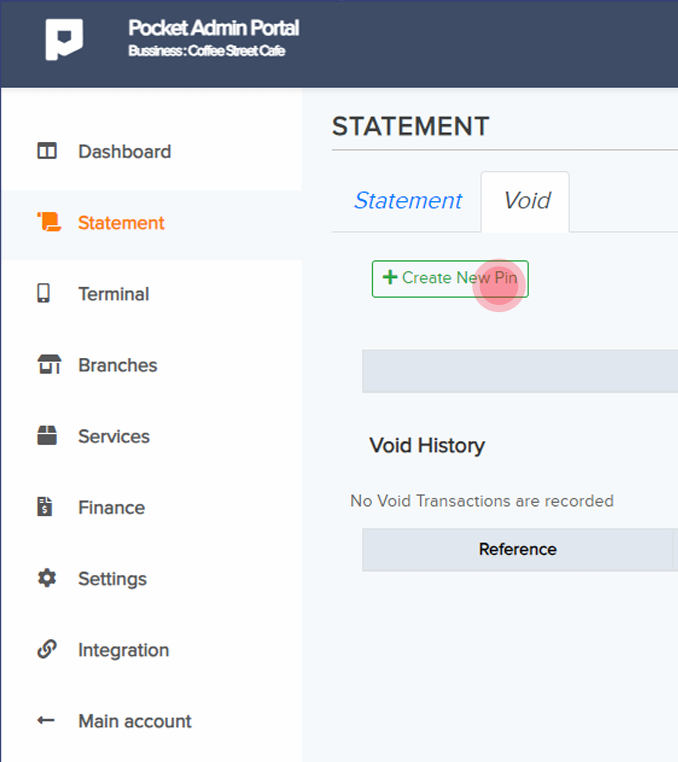 Pocket Admin Portal
Bussiness : Coffee Street Cafe
Dashboard
Statement
Terminal
Branches
Services
Finance
Settings
Integration
Main account
STATEMENT
Statement
Void
+ Create New Pin
Void History
No Void Transactions are recorded
Reference